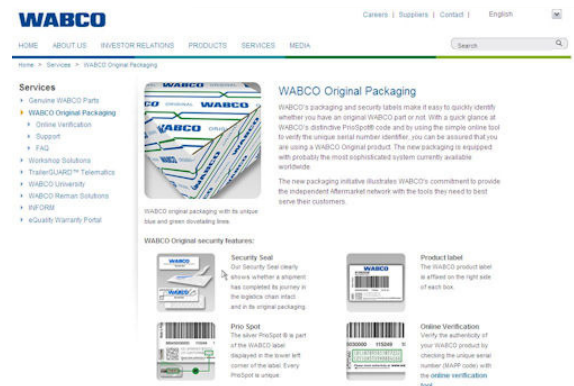 WABCO
Careers | Suppliers | Contact | English
HOME ABOUT US INVESTOR RELATIONS PRODUCTS SERVICES MEDIA
Search
Home > Services > WABCO Original Packaging
Services
Genuine WABCO Parts
WABCO Original Packaging
Online Verification
Support
FAQ
Workshop Solutions
TrailerGUARD™ Telematics
WABCO University
WABCO Reman Solutions
INFORM
eQuality Warranty Portal
WABCO
ORIGINAL
WABCO original packaging with its unique
blue and green dovetailing lines.
WABCO Original Packaging
WABCO's packaging and security labels make it easy to quickly identify
whether you have an original WABCO part or not. With a quick glance at
WABCO's distinctive PrioSpot® code and by using the simple online tool
to verify the unique serial number identifier, you can be assured that you
are using a WABCO Original product. The new packaging is equipped
with probably the most sophisticated system currently available
worldwide.
The new packaging initiative illustrates WABCO's commitment to provide
the independent Aftermarket network with the tools they need to best
serve their customers.
WABCO Original security features:
Security Seal
Our Security Seal clearly
shows whether a shipment
has completed its journey in
the logistics chain intact
and in its original packaging.
Product label
The WABCO product label
is affixed on the right side
of each box.
WABCO
Prio Spot
The silver PrioSpot ® is part
of the WABCO label
displayed in the lower left
corner of the label. Every
PrioSpot is unique.
115249
Online Verification
Verify the authenticity of
your WABCO product by
checking the unique serial
number (MAPP code) with
the online verification
tool